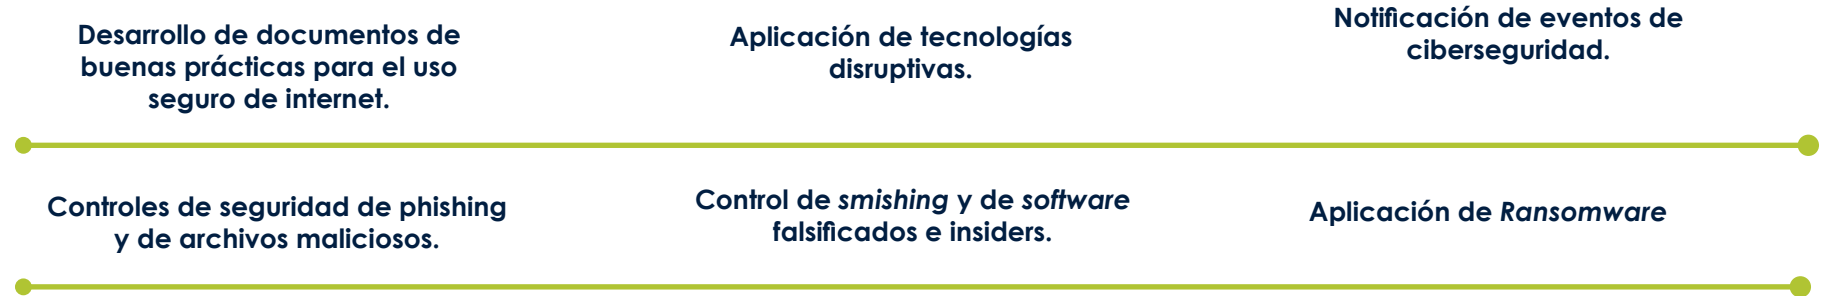 Desarrollo de documentos de
buenas prácticas para el uso
seguro de internet.
Aplicación de tecnologías
disruptivas.
Notificación de eventos de
ciberseguridad.
Controles de seguridad de phishing
y de archivos maliciosos.
Control de smishing y de software
falsificados e insiders.
Aplicación de Ransomware